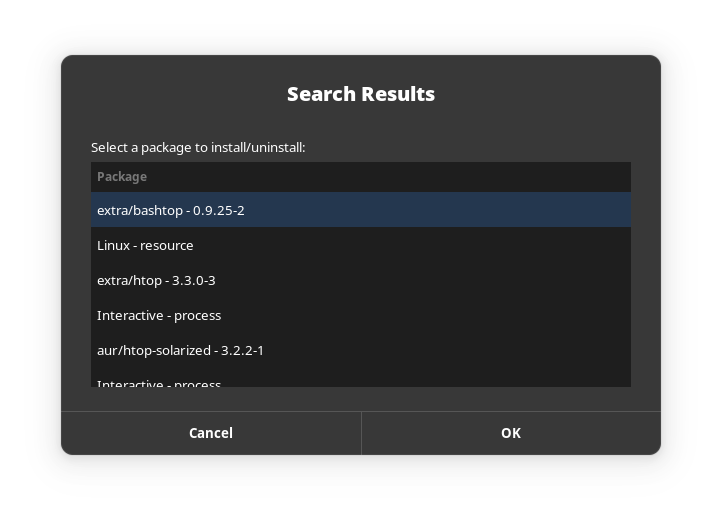 Search Results
Select a package to install/uninstall:
Package
extra/bashtop - 0.9.25-2
Linux - resource
extra/htop - 3.3.0-3
Interactive - process
aur/htop-solarized - 3.2.2-1
Interactive - process
Cancel
OK